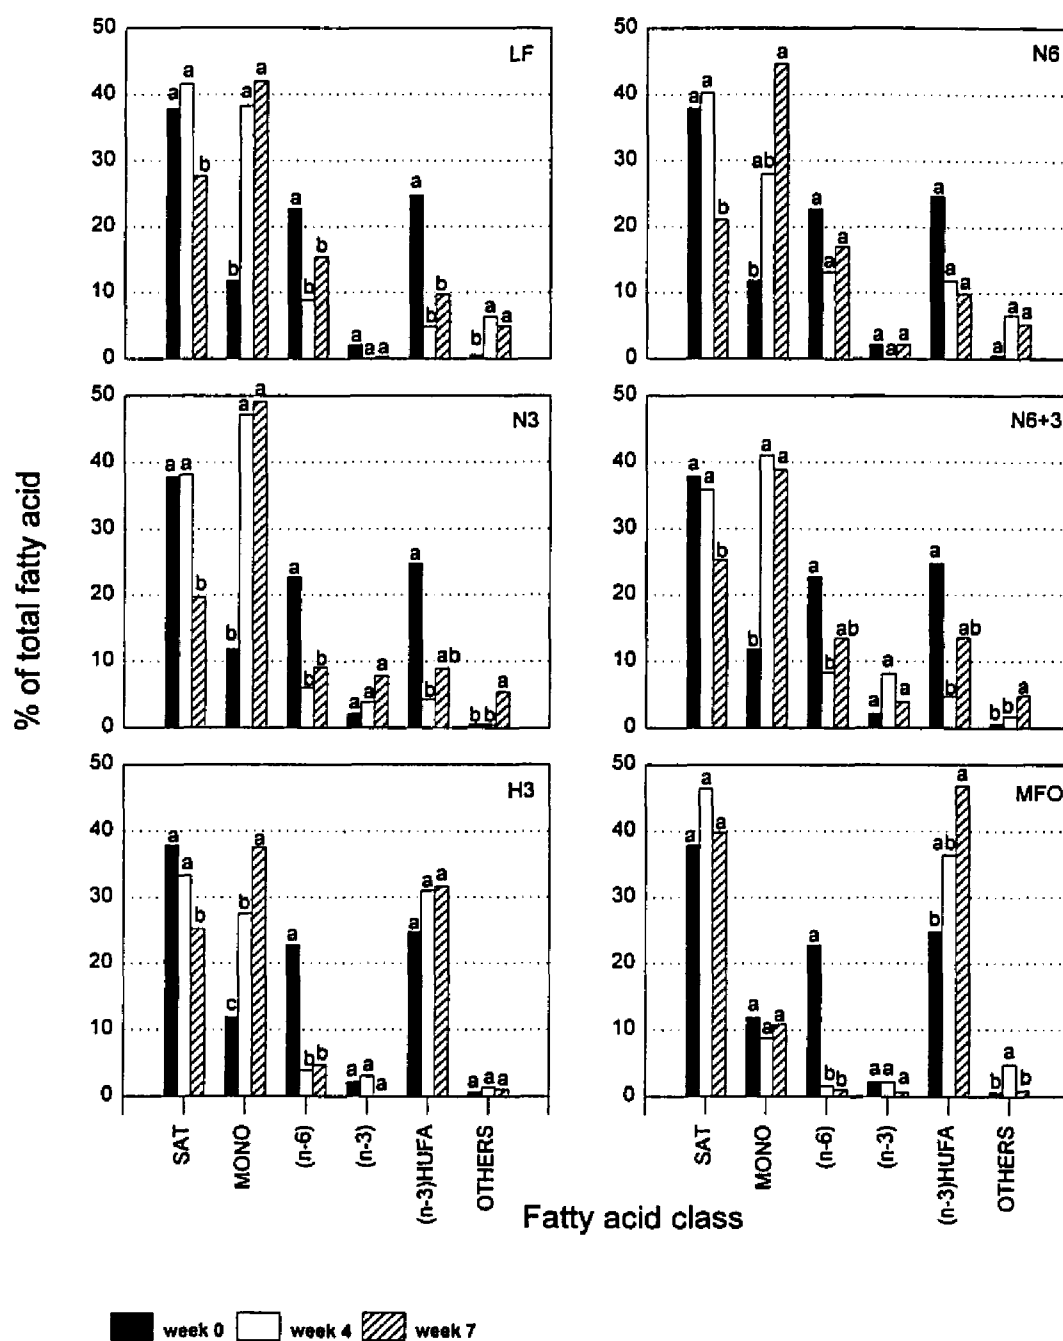 % of total fatty acid
50 40 30 20 10 0
LF
a a b
b a a
a b b
a a a
a b b
b a a
50 40 30 20 10 0
N6
a a b
b ab a
a a a
a a a
a a a
a a a
50 40 30 20 10 0
N3
a a b
b a a
a b b
a a a
a b ab
b b a
50 40 30 20 10 0
N6+3
a a b
b a a
a b ab
a a a
a b ab
b b a
50 40 30 20 10 0
H3
a a b
c b a
a b b
a a a
a a a
a a a
SAT MONO (n-6) (n-3) (n-3)HUFA OTHERS
50 40 30 20 10 0
MFO
a a a
a a a
a b b
a a a
b ab a
b a b
SAT MONO (n-6) (n-3) (n-3)HUFA OTHERS
Fatty acid class
week 0 week 4 week 7